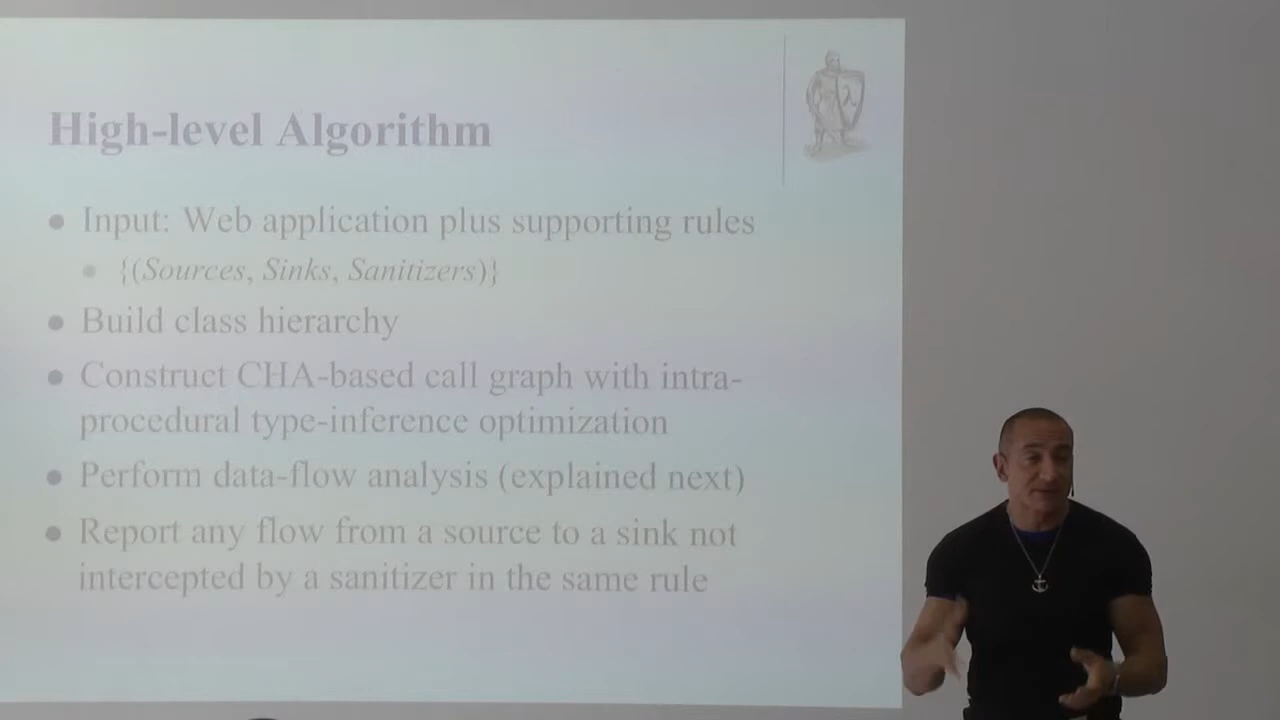 High-level Algorithm
λ
Input: Web application plus supporting rules
{(Sources, Sinks, Sanitizers)}
Build class hierarchy
Construct CHA-based call graph with intra-
procedural type-inference optimization
Perform data-flow analysis (explained next)
Report any flow from a source to a sink not
intercepted by a sanitizer in the same rule